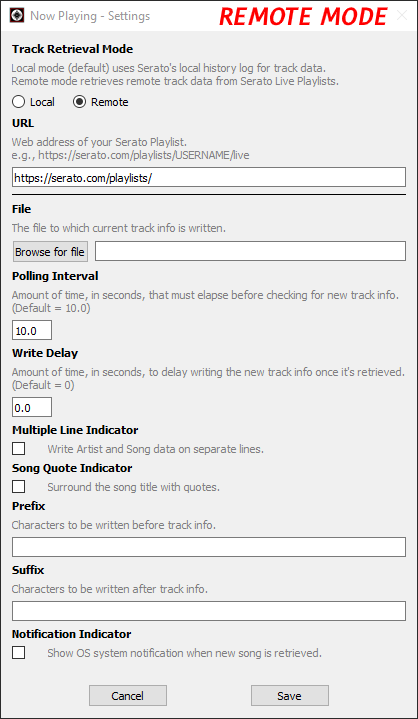 Now Playing - Settings
REMOTE MODE
Track Retrieval Mode
Local mode (default) uses Serato's local history log for track data.
Remote mode retrieves remote track data from Serato Live Playlists.
Local Remote
URL
Web address of your Serato Playlist.
e.g., https://serato.com/playlists/USERNAME/live
https://serato.com/playlists/
File
The file to which current track info is written.
Browse for file
Polling Interval
Amount of time, in seconds, that must elapse before checking for new track info.
(Default = 10.0)
10.0
Write Delay
Amount of time, in seconds, to delay writing the new track info once it's retrieved.
(Default = 0)
0.0
Multiple Line Indicator
Write Artist and Song data on separate lines.
Song Quote Indicator
Surround the song title with quotes.
Prefix
Characters to be written before track info.
Suffix
Characters to be written after track info.
Notification Indicator
Show OS system notification when new song is retrieved.
Cancel Save